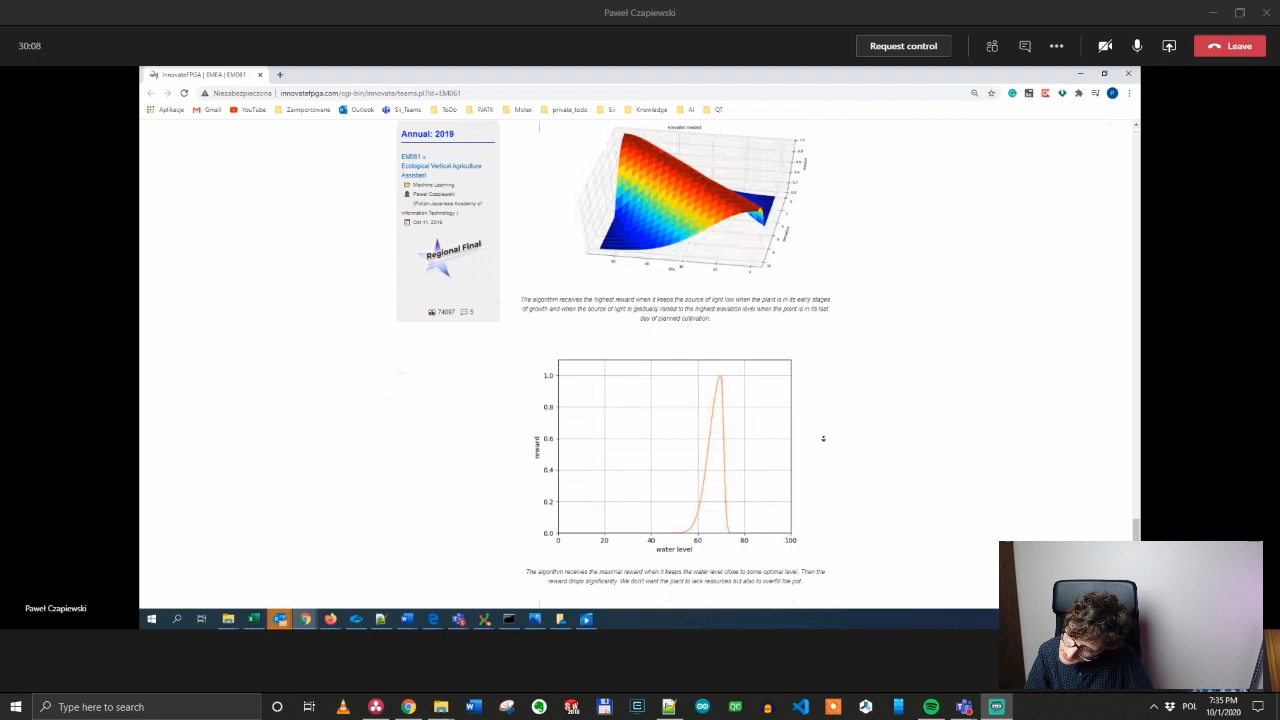 Paweł Czapiewski
30:08
Request control
Leave
InnovateFPGA | EMEA | EM061
Niezabezpieczona
innovatefpga.com/cgi-bin/innovate/teams.pl?Id=EM061
Aplikacje
Gmail
YouTube
Zaimportowane
Outlook
Sii_Teams
ToDo
PJATK
Molex
private_todo
Sii
Knowledge
AI
QT
Annual: 2019
EM061 »
Ecological Vertical Agriculture
Assistant
Machine Learning
Pawel Czapiewski
(Polish-Japanese Academy of
Information Technology )
Oct 11, 2019
Regional Final
74097
5
elevation reward
The algorithm receives the highest reward when it keeps the source of light low when the plant is in its early stages
of growth and when the source of light is gradually raised to the highest elevation level when the plant is in its last
day of planned cultivation.
1.0
0.8
0.6
0.4
0.2
0.0
reward
0 20 40 60 80 100
water level
The algorithm receives the maximal reward when it keeps the water level close to some optimal level. Then the
reward drops significantly. We don't want the plant to lack resources but also to overfill the pot.
Paweł Czapiewski
Type here to search
POL
7:35 PM
10/1/2020